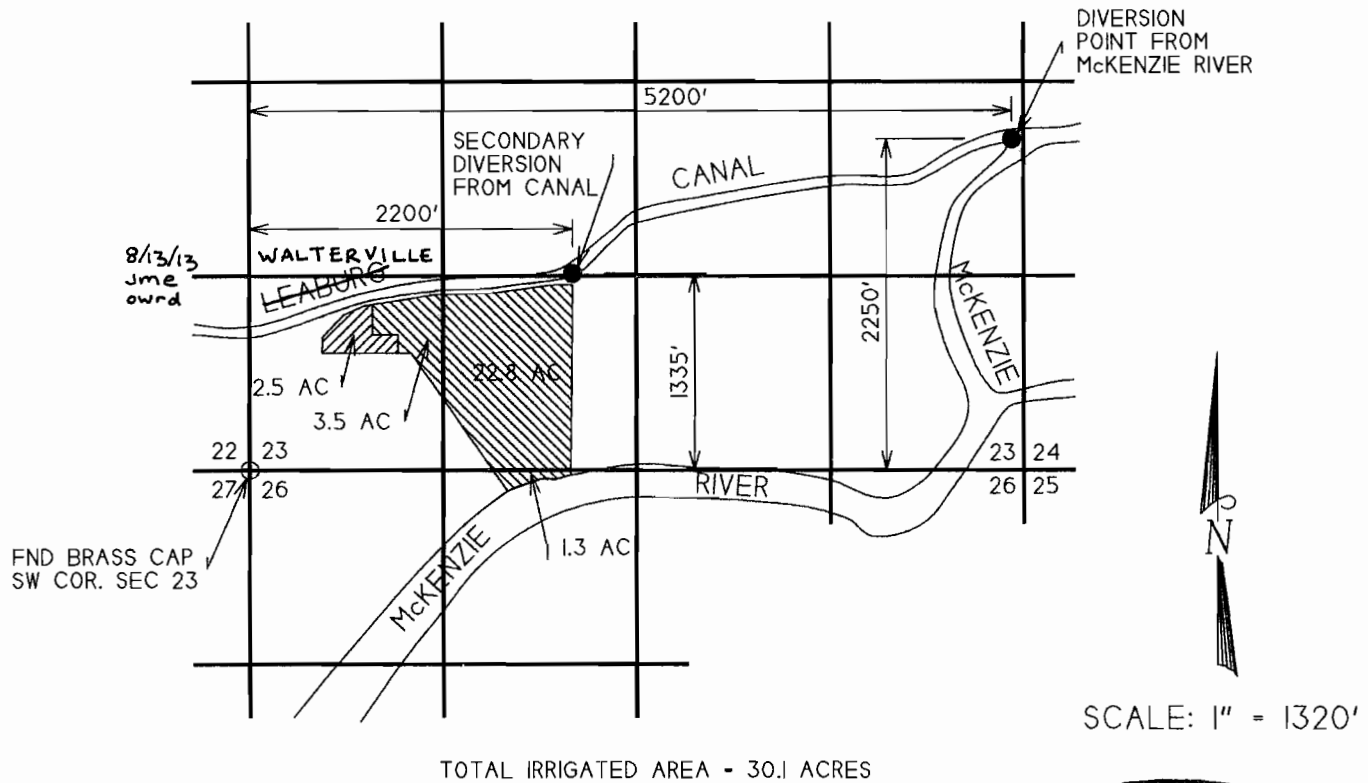 DIVERSION
POINT FROM
McKENZIE RIVER
5200'
SECONDARY
DIVERSION
FROM CANAL
CANAL
2200'
8/13/13
Jme
owrd
WALTERVILLE
LEABURG
McKENZIE
2250'
1335'
22.8 AC
2.5 AC
3.5 AC
22 23
27 26
23 24
26 25
RIVER
FND BRASS CAP
SW COR. SEC 23
McKENZIE
1.3 AC
N
SCALE: 1" = 1320'
TOTAL IRRIGATED AREA - 30.1 ACRES